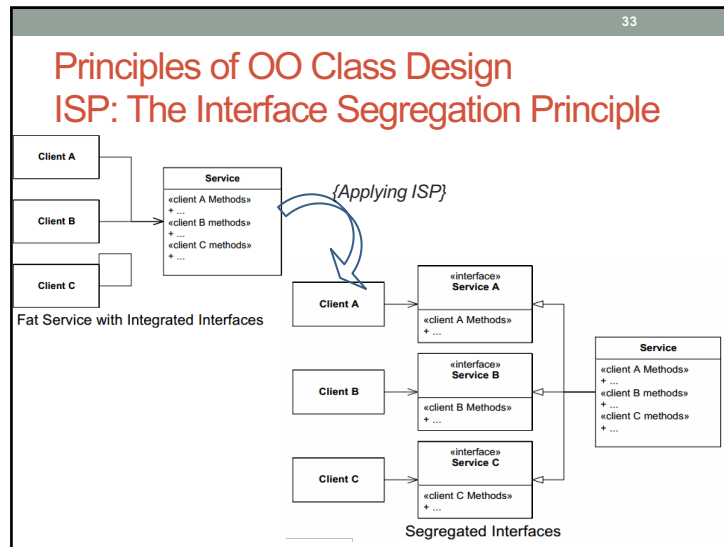 33
Principles of OO Class Design
ISP: The Interface Segregation Principle
Client A
Client B
Client C
Service
«client A Methods»
+ ...
«client B methods»
+ ...
«client C methods»
+ ...
Fat Service with Integrated Interfaces
{Applying ISP}
Client A
Client B
Client C
«interface»
Service A
«client A Methods»
+ ...
«interface»
Service B
«client B Methods»
+ ...
«interface»
Service C
«client C Methods»
+ ...
Service
«client A Methods»
+ ...
«client B methods»
+ ...
«client C methods»
+ ...
Segregated Interfaces